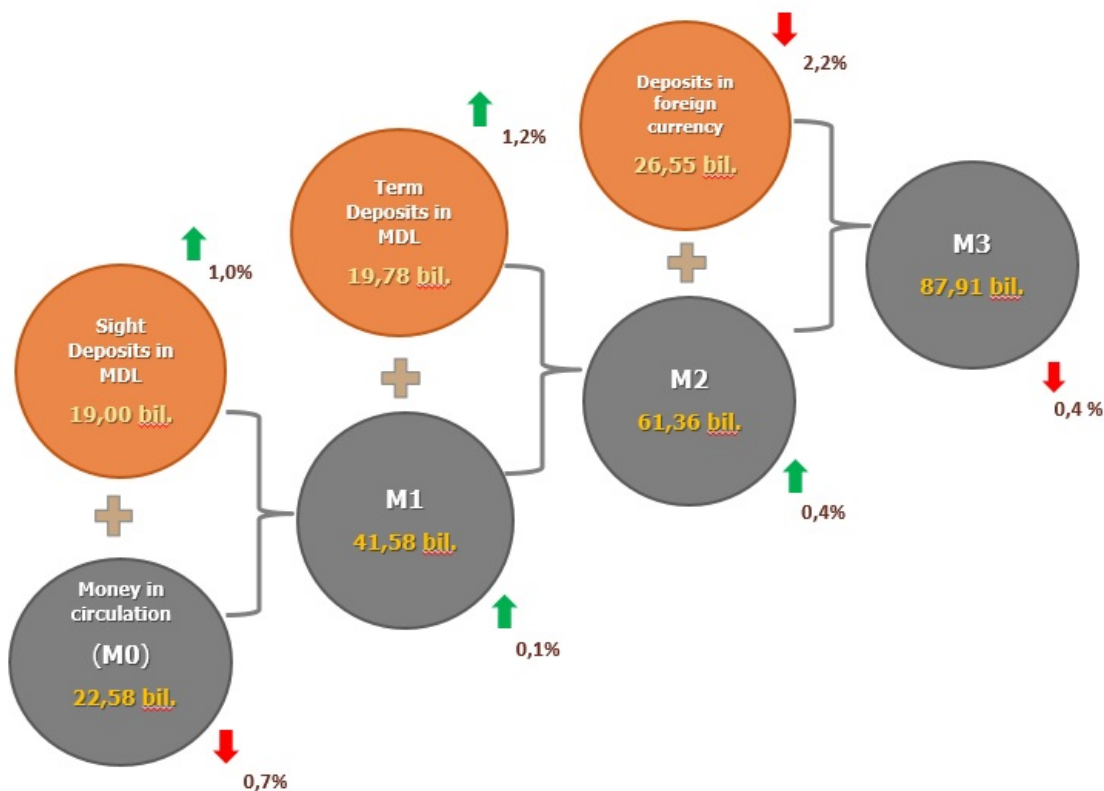 Sight
Deposits in
MDL
19,00 bil.
1,0%
Money in
circulation
(M0)
22,58 bil.
0,7%
Term
Deposits in
MDL
19,78 bil.
1,2%
M1
41,58 bil.
0,1%
Deposits in
foreign
currency
26,55 bil.
2,2%
M2
61,36 bil.
0,4%
M3
87,91 bil.
0,4 %